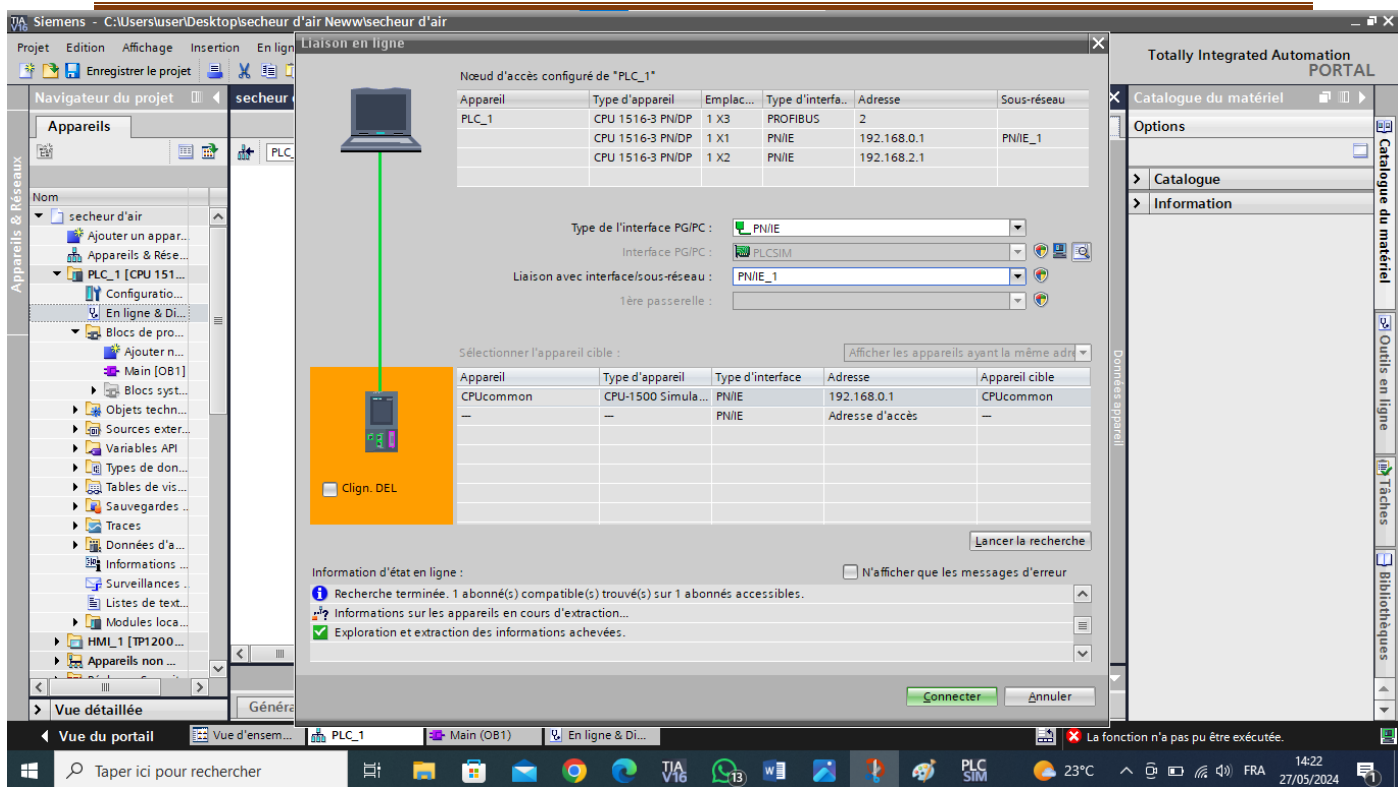 Siemens - C:\Users\user\Desktop\secheur d'air Neww\secheur d'air
Projet Edition Affichage Insertion En lign
Totally Integrated Automation
PORTAL
Enregistrer le projet
Liaison en ligne
Navigateur du projet
secheur
Catalogue du matériel
Appareils
Options
PLC_
Catalogue
Information
Nom
secheur d'air
Ajouter un appar...
Appareils & Rése...
PLC_1 [CPU 151...
Configuratio...
En ligne & Di...
Blocs de pro...
Ajouter n...
Main [OB1]
Blocs syst...
Objets techn...
Sources exter...
Variables API
Types de don...
Tables de vis...
Sauvegardes ..
Traces
Données d'a...
Informations ...
Surveillances ..
Listes de text...
Modules loca...
HMI_1 [TP1200...
Appareils non ...
Vue détaillée
Appareils & Réseaux
Nœud d'accès configuré de "PLC_1"
Appareil Type d'appareil Emplac... Type d'interfa.. Adresse Sous-réseau
PLC_1 CPU 1516-3 PN/DP 1 X3 PROFIBUS 2
CPU 1516-3 PN/DP 1 X1 PN/IE 192.168.0.1 PN/IE_1
CPU 1516-3 PN/DP 1 X2 PN/IE 192.168.2.1
Type de l'interface PG/PC : PN/IE
Interface PG/PC : PLCSIM
Liaison avec interface/sous-réseau : PN/IE_1
1ère passerelle :
Sélectionner l'appareil cible : Afficher les appareils ayant la même adre
Appareil Type d'appareil Type d'interface Adresse Appareil cible
CPUcommon CPU-1500 Simula... PN/IE 192.168.0.1 CPUcommon
— — PN/IE Adresse d'accès —
Clign. DEL
Lancer la recherche
Information d'état en ligne : N'afficher que les messages d'erreur
Recherche terminée. 1 abonné(s) compatible(s) trouvé(s) sur 1 abonnés accessibles.
Informations sur les appareils en cours d'extraction...
Exploration et extraction des informations achevées.
Connecter Annuler
Données appareil
Catalogue du matériel
Outils en ligne
Tâches
Bibliothèques
Généra
Vue du portail Vue d'ensem... PLC_1 Main (OB1) En ligne & Di... La fonction n'a pas pu être exécutée.
Taper ici pour rechercher
TIA
V16
13
PLC
SIM
23°C
FRA
14:22
27/05/2024
1